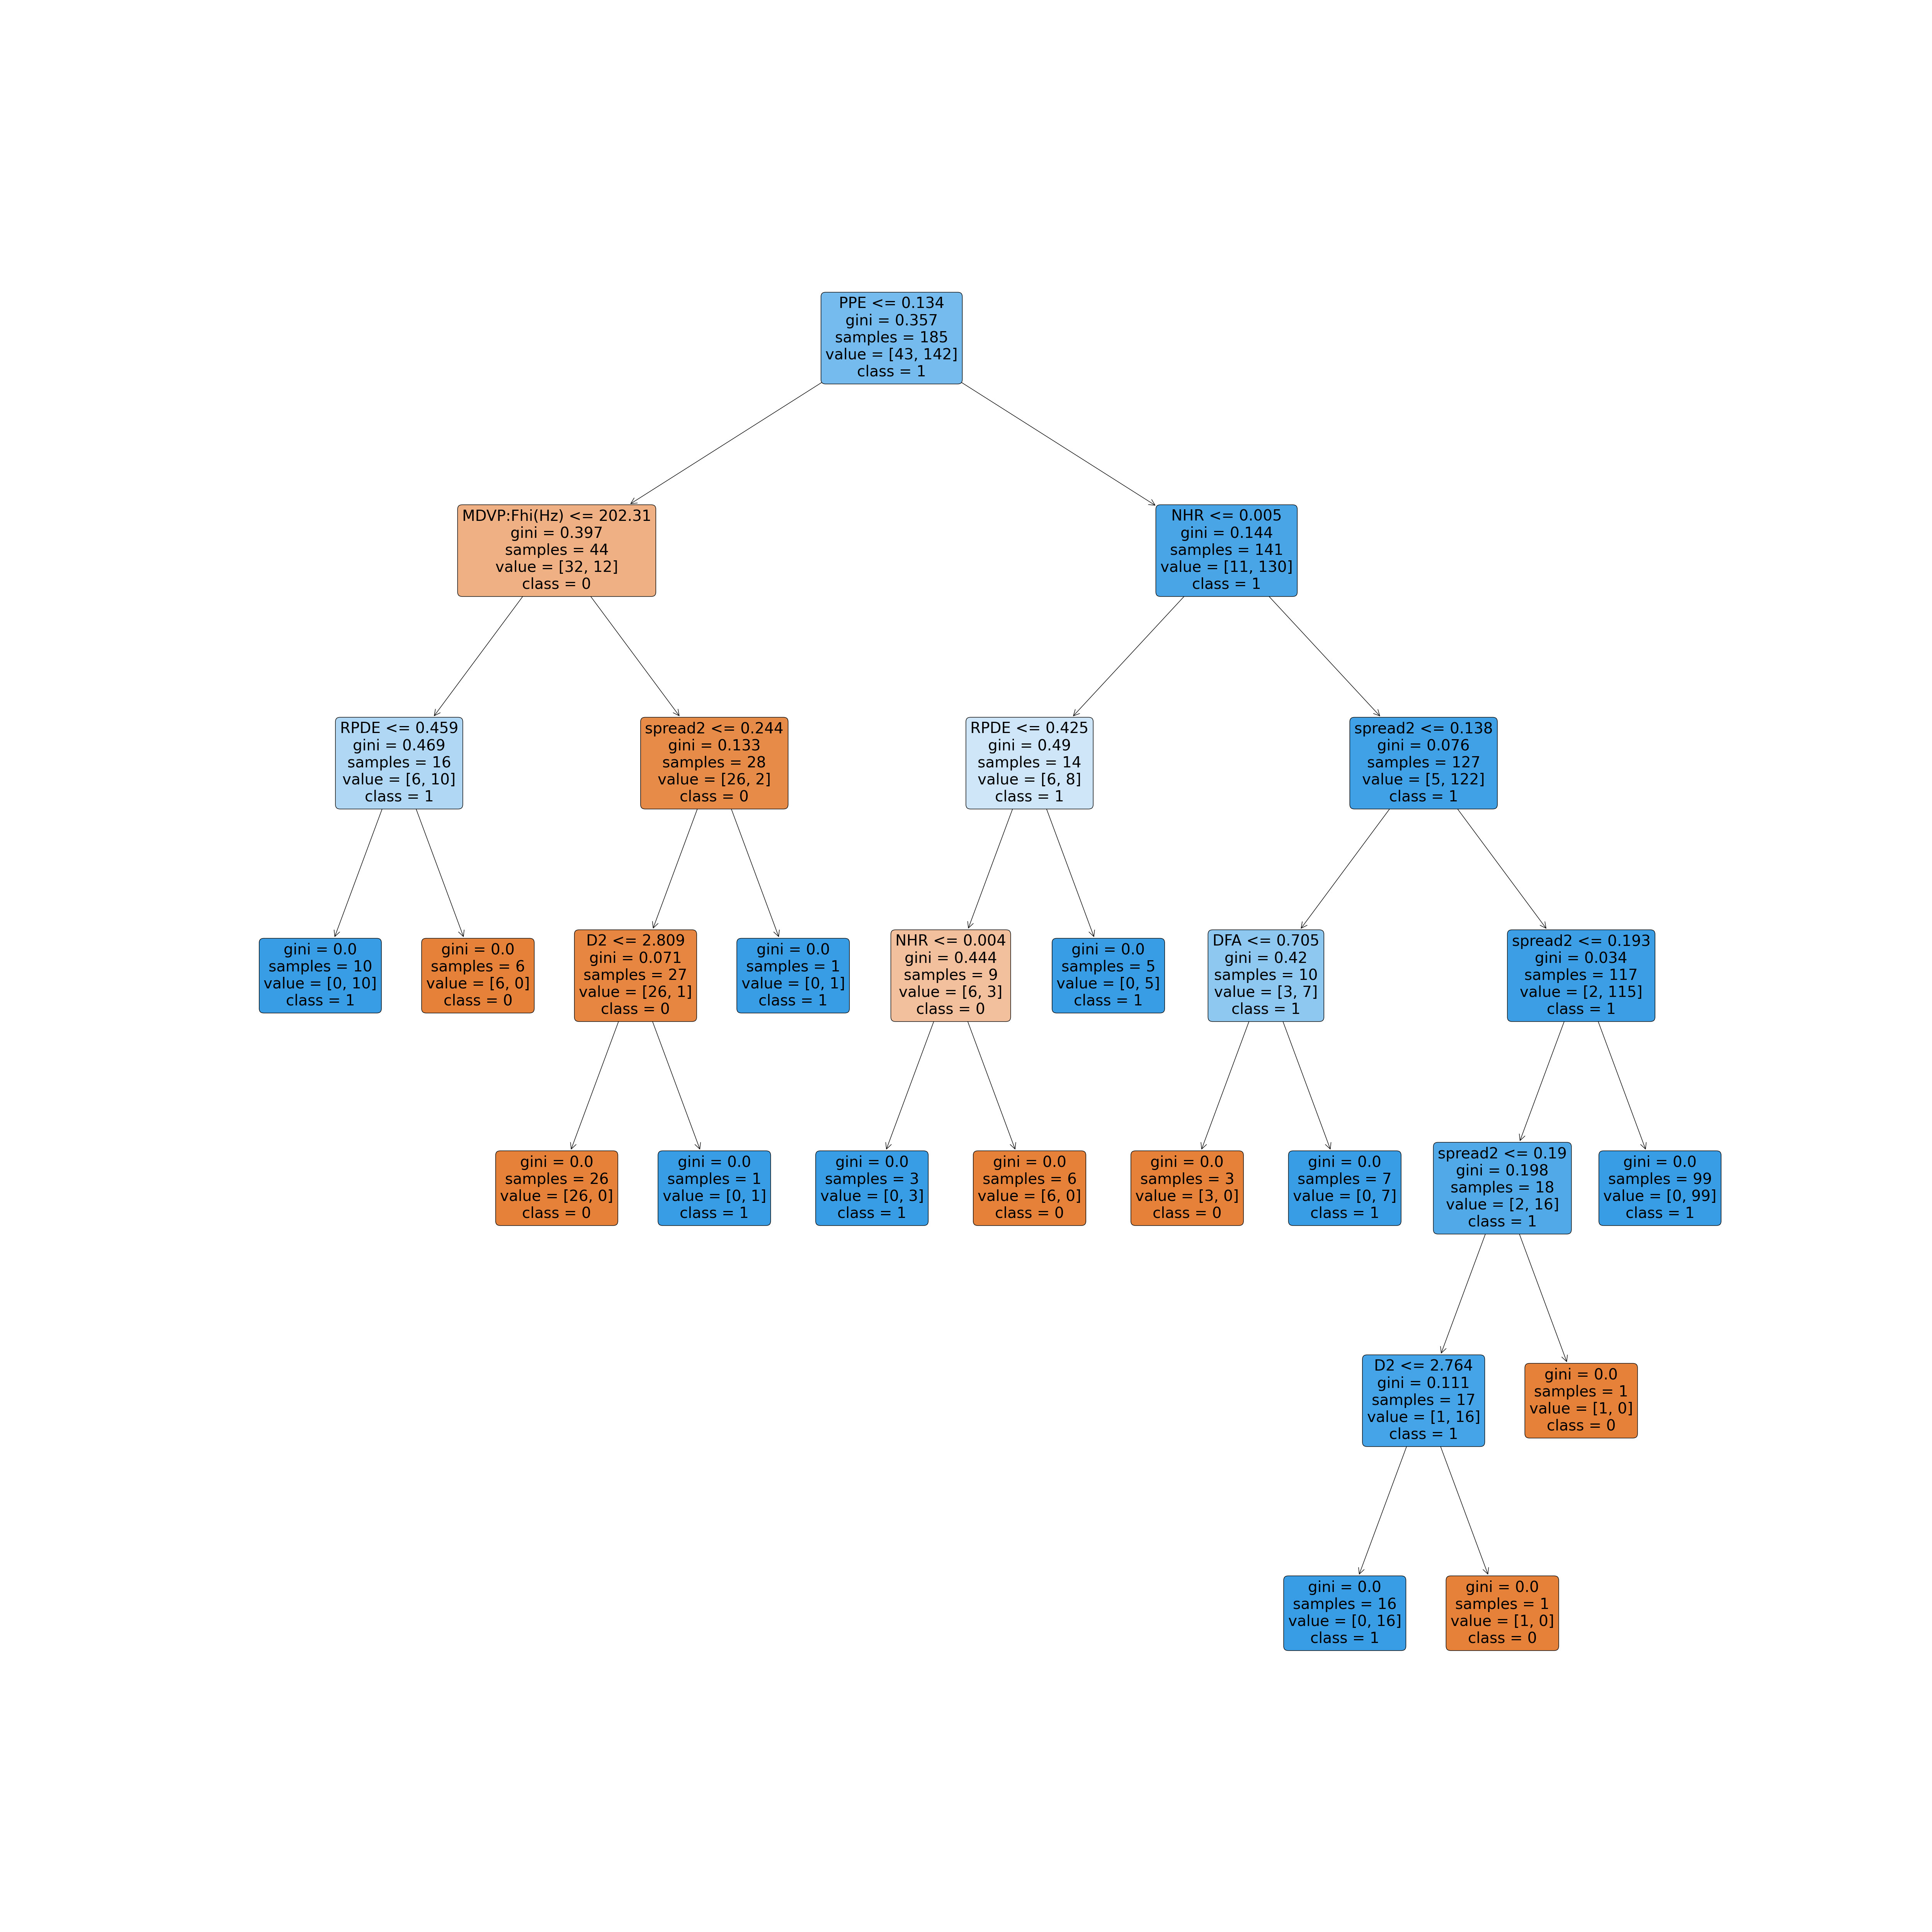 PPE <= 0.134
gini = 0.357
samples = 185
value = [43, 142]
class = 1
MDVP:Fhi(Hz) <= 202.31
gini = 0.397
samples = 44
value = [32, 12]
class = 0
NHR <= 0.005
gini = 0.144
samples = 141
value = [11, 130]
class = 1
RPDE <= 0.459
gini = 0.469
samples = 16
value = [6, 10]
class = 1
spread2 <= 0.244
gini = 0.133
samples = 28
value = [26, 2]
class = 0
RPDE <= 0.425
gini = 0.49
samples = 14
value = [6, 8]
class = 1
spread2 <= 0.138
gini = 0.076
samples = 127
value = [5, 122]
class = 1
gini = 0.0
samples = 10
value = [0, 10]
class = 1
gini = 0.0
samples = 6
value = [6, 0]
class = 0
D2 <= 2.809
gini = 0.071
samples = 27
value = [26, 1]
class = 0
gini = 0.0
samples = 1
value = [0, 1]
class = 1
NHR <= 0.004
gini = 0.444
samples = 9
value = [6, 3]
class = 0
gini = 0.0
samples = 5
value = [0, 5]
class = 1
DFA <= 0.705
gini = 0.42
samples = 10
value = [3, 7]
class = 1
spread2 <= 0.193
gini = 0.034
samples = 117
value = [2, 115]
class = 1
gini = 0.0
samples = 26
value = [26, 0]
class = 0
gini = 0.0
samples = 1
value = [0, 1]
class = 1
gini = 0.0
samples = 3
value = [0, 3]
class = 1
gini = 0.0
samples = 6
value = [6, 0]
class = 0
gini = 0.0
samples = 3
value = [3, 0]
class = 0
gini = 0.0
samples = 7
value = [0, 7]
class = 1
spread2 <= 0.19
gini = 0.198
samples = 18
value = [2, 16]
class = 1
gini = 0.0
samples = 99
value = [0, 99]
class = 1
D2 <= 2.764
gini = 0.111
samples = 17
value = [1, 16]
class = 1
gini = 0.0
samples = 1
value = [1, 0]
class = 0
gini = 0.0
samples = 16
value = [0, 16]
class = 1
gini = 0.0
samples = 1
value = [1, 0]
class = 0